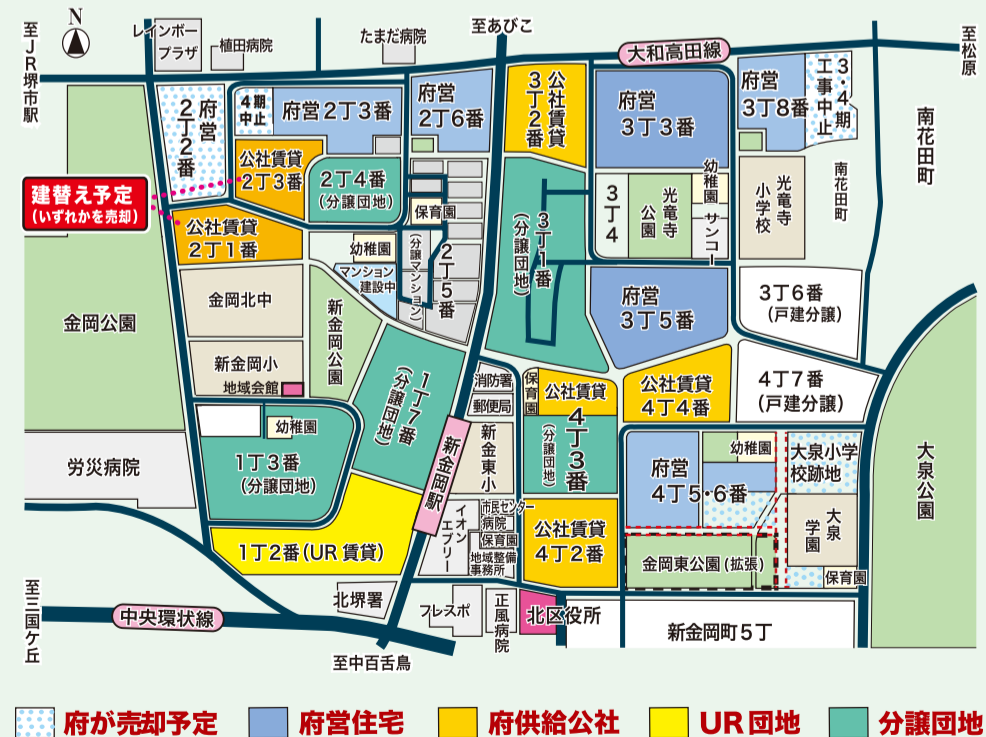 N
至JR堺市駅
レインボー
プラザ
植田病院
たまだ病院
至あびこ
大和高田線
至松原
府営
2丁2番
4期
中止
府営2丁3番
府営
2丁6番
公社賃貸
3丁2番
府営
3丁3番
府営
3丁8番
3・4期
工事中止
南花田町
南花田町
公社賃貸
2丁3番
2丁4番
(分譲団地)
保育園
建替え予定
(いずれかを売却)
公社賃貸
2丁1番
幼稚園
マンション
建設中
(分譲マンション)
2丁5番
3丁1番
(分譲団地)
3丁4
光竜寺
公園
幼稚園
サンコー
光竜寺
小学校
金岡公園
金岡北中
新金岡公園
新金岡小
地域会館
府営
3丁5番
3丁6番
(戸建分譲)
1丁7番
(分譲団地)
消防署
郵便局
保育園
公社賃貸
4丁3番
(分譲団地)
公社賃貸
4丁4番
4丁7番
(戸建分譲)
幼稚園
1丁3番
(分譲団地)
労災病院
新金岡駅
新金東小
府営
4丁5・6番
幼稚園
大泉小学
校跡地
大泉公園
1丁2番(UR賃貸)
イオン
エブリー
市民センター
病院
保育園
地域整備
事務所
公社賃貸
4丁2番
金岡東公園(拡張)
大泉
学園
保育園
至三国ケ丘
中央環状線
北堺署
プレスポ
正風病院
北区役所
新金岡町5丁
至中百舌鳥
府が売却予定
府営住宅
府供給公社
UR団地
分譲団地